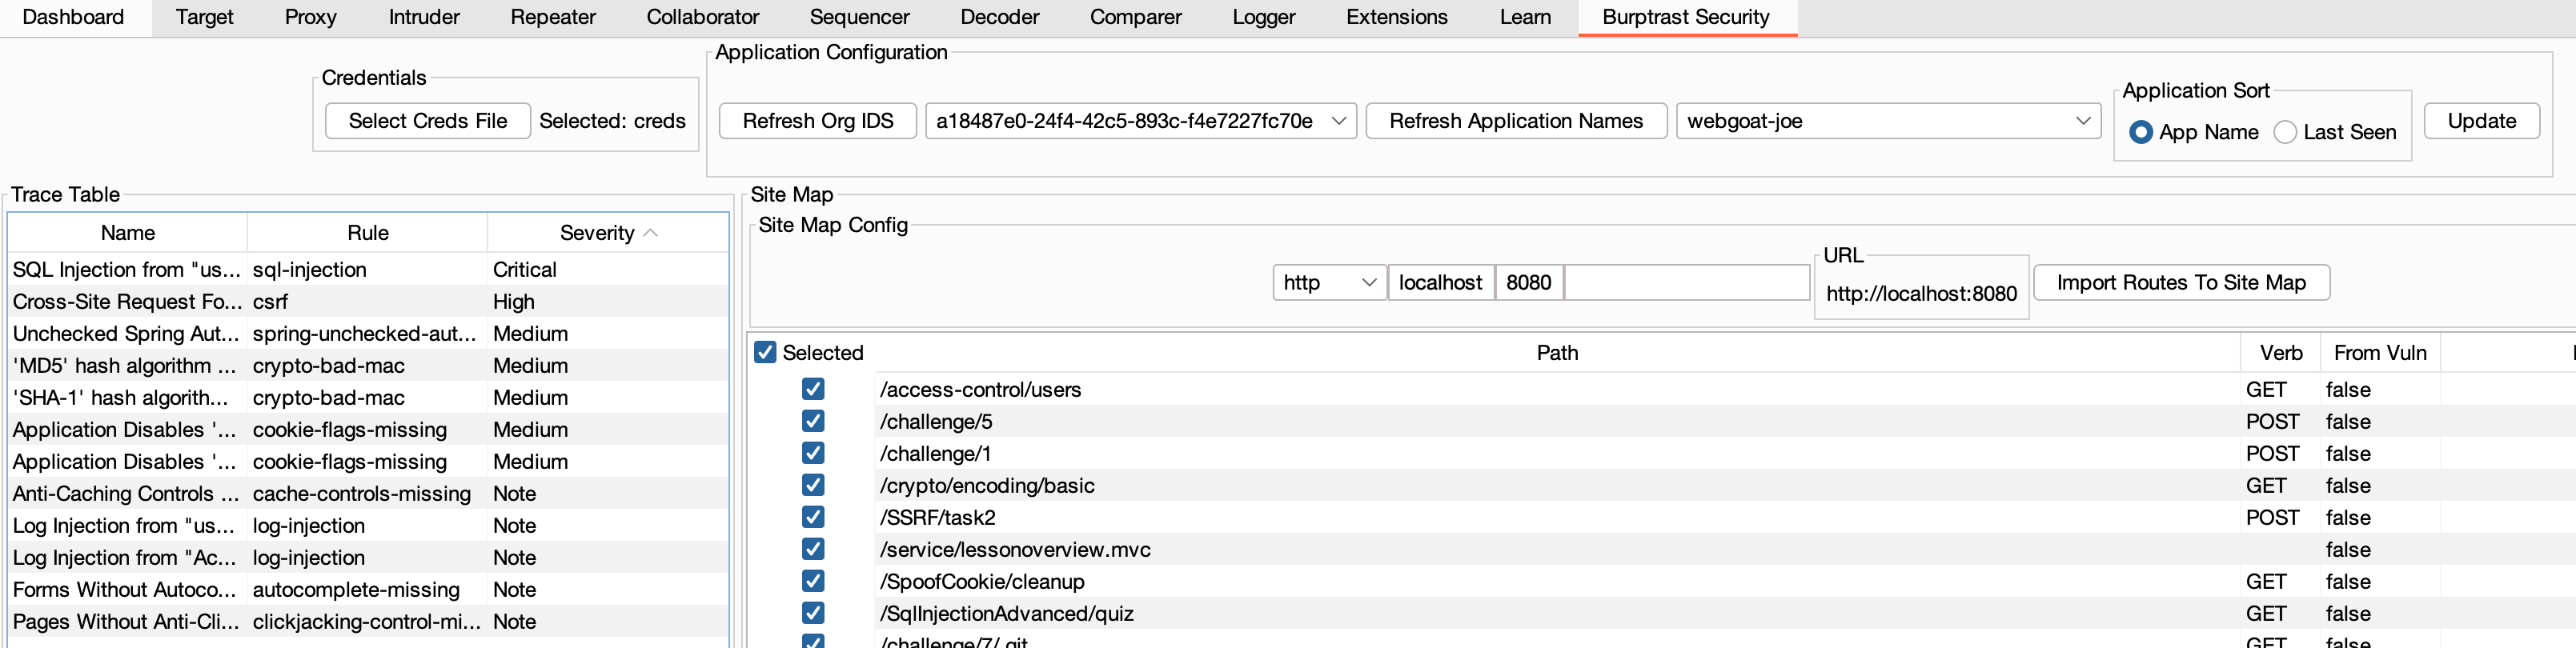 Dashboard Target Proxy Intruder Repeater Collaborator Sequencer Decoder Comparer Logger Extensions Learn Burptrast Security
Application Configuration
Credentials
Select Creds File Selected: creds
Refresh Org IDS a18487e0-24f4-42c5-893c-f4e7227fc70e Refresh Application Names webgoat-joe
Application Sort
App Name Last Seen
Update
Trace Table
Name Rule Severity
SQL Injection from "us... sql-injection Critical
Cross-Site Request Fo... csrf High
Unchecked Spring Aut... spring-unchecked-aut... Medium
'MD5' hash algorithm ... crypto-bad-mac Medium
'SHA-1' hash algorith... crypto-bad-mac Medium
Application Disables '... cookie-flags-missing Medium
Application Disables '... cookie-flags-missing Medium
Anti-Caching Controls ... cache-controls-missing Note
Log Injection from "us... log-injection Note
Log Injection from "Ac... log-injection Note
Forms Without Autoco... autocomplete-missing Note
Pages Without Anti-Cli... clickjacking-control-mi... Note
Site Map
Site Map Config
http localhost 8080
URL
http://localhost:8080
Import Routes To Site Map
Selected Path Verb From Vuln
/access-control/users GET false
/challenge/5 POST false
/challenge/1 POST false
/crypto/encoding/basic GET false
/SSRF/task2 POST false
/service/lessonoverview.mvc false
/SpoofCookie/cleanup GET false
/SqlInjectionAdvanced/quiz GET false
/challenge/7/.git GET false